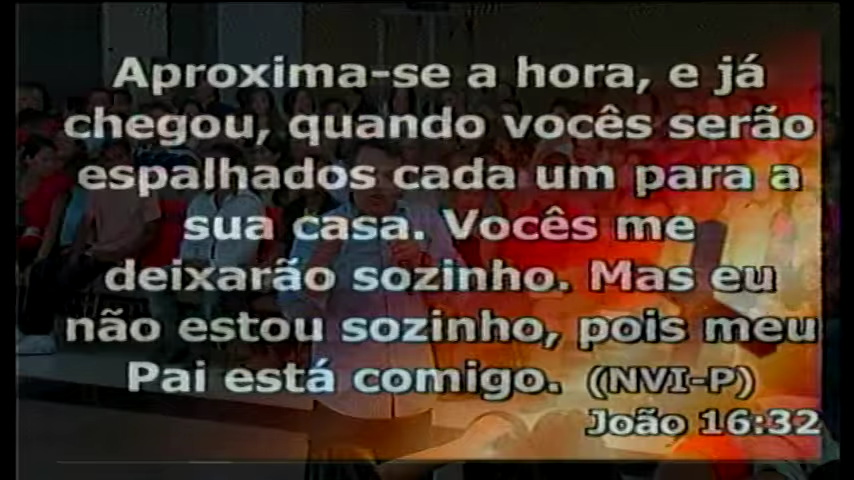 Aproxima-se a hora, e já
chegou, quando vocês serão
espalhados cada um para a
sua casa. Vocês me
deixarão sozinho. Mas eu
não estou sozinho, pois meu
Pai está comigo. (NVI-P)
João 16:32